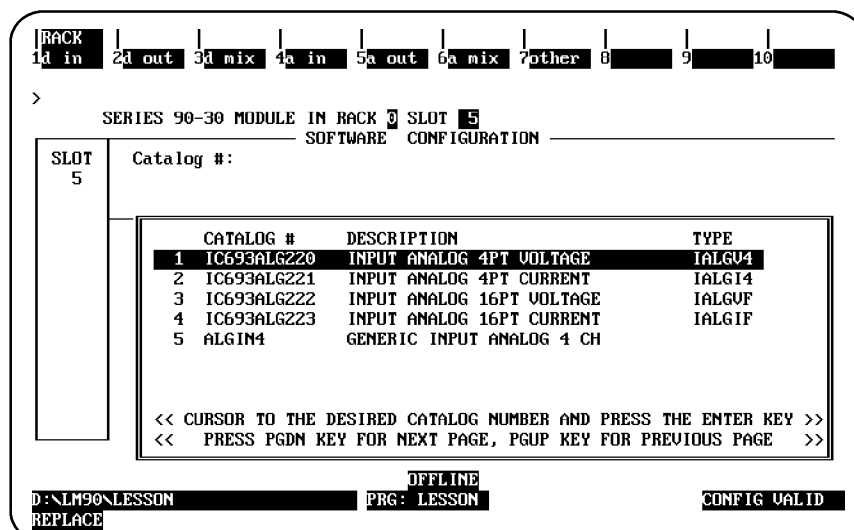 RACK
1d in 2d out 3d mix 4a in 5a out 6a mix 7other 8 9 10
>
SERIES 90-30 MODULE IN RACK 0 SLOT 5
SOFTWARE CONFIGURATION
SLOT Catalog #:
5
CATALOG # DESCRIPTION TYPE
1 IC693ALG220 INPUT ANALOG 4PT VOLTAGE IALGV4
2 IC693ALG221 INPUT ANALOG 4PT CURRENT IALGI4
3 IC693ALG222 INPUT ANALOG 16PT VOLTAGE IALGVF
4 IC693ALG223 INPUT ANALOG 16PT CURRENT IALGIF
5 ALGIN4 GENERIC INPUT ANALOG 4 CH
<< CURSOR TO THE DESIRED CATALOG NUMBER AND PRESS THE ENTER KEY >>
<< PRESS PGDN KEY FOR NEXT PAGE, PGUP KEY FOR PREVIOUS PAGE >>
OFFLINE
D:\LM90\LESSON PRG: LESSON CONFIG VALID
REPLACE